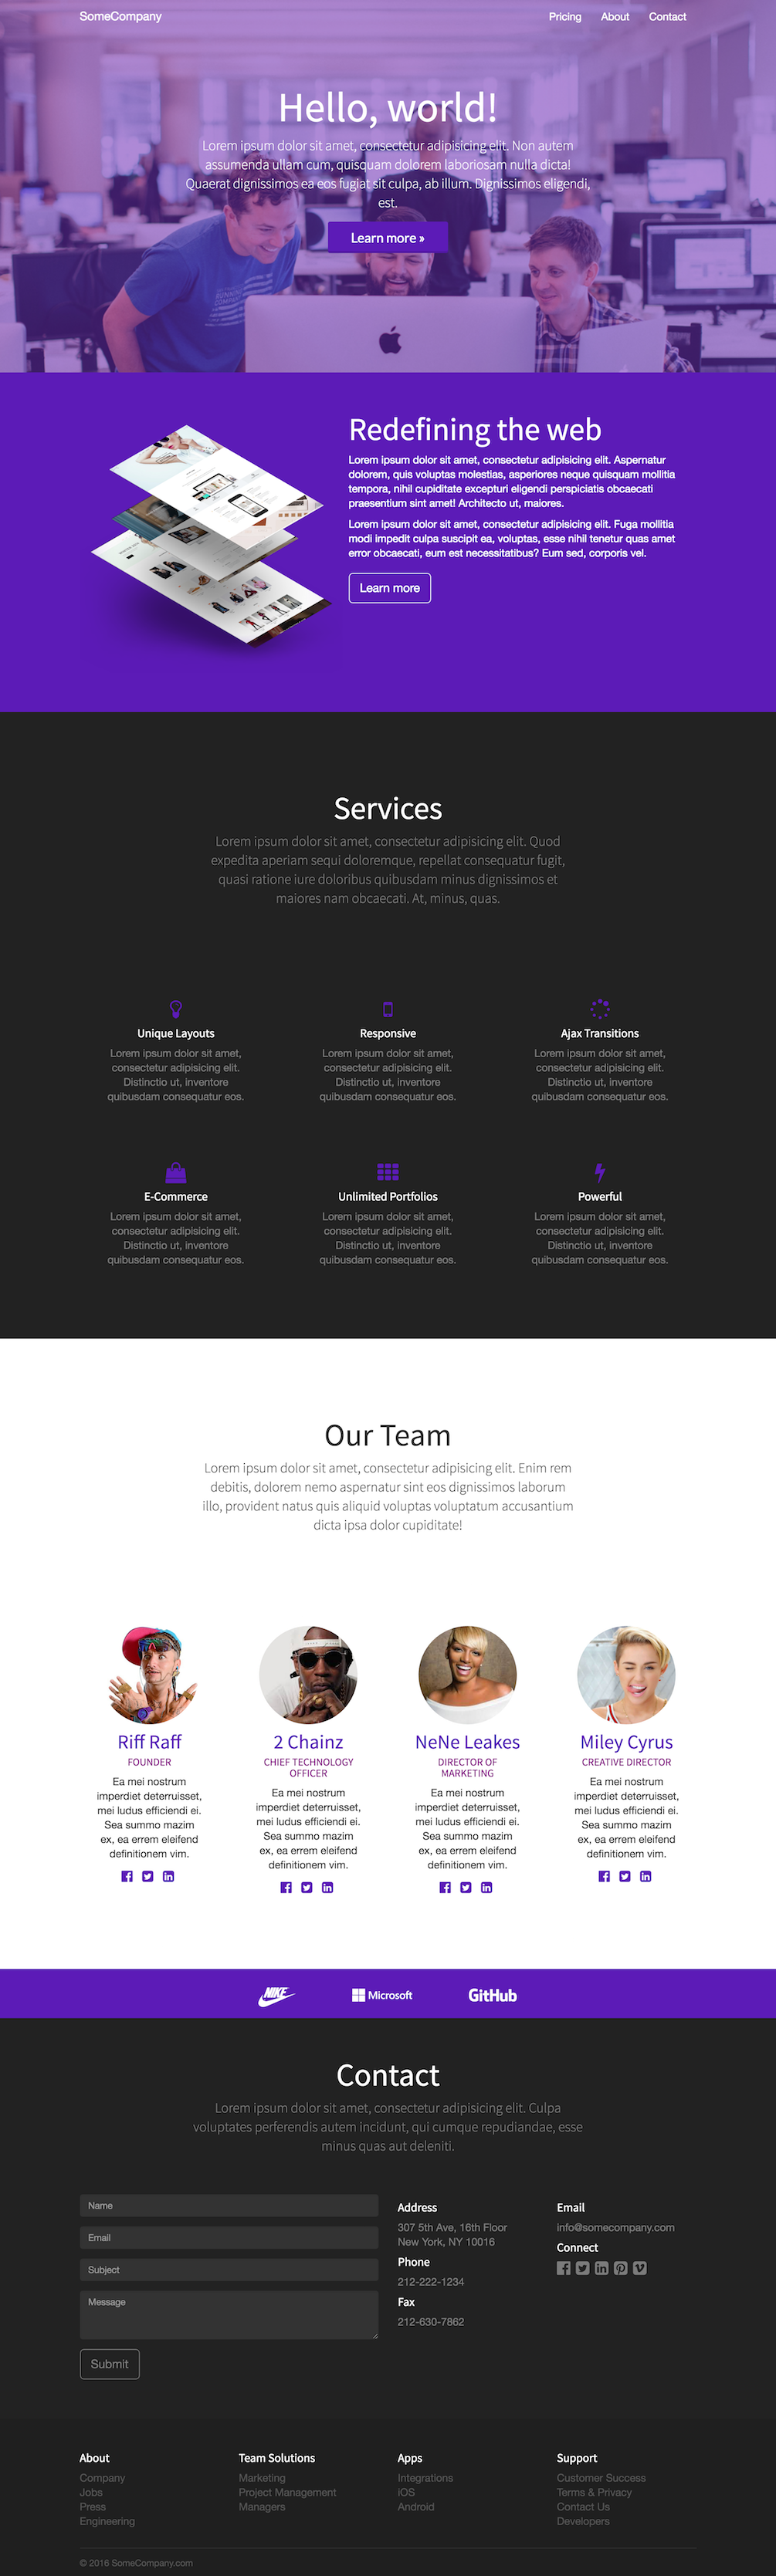 SomeCompany
Pricing About Contact
Hello, world!
Lorem ipsum dolor sit amet, consectetur adipisicing elit. Non autem
assumenda ullam cum, quisquam dolorem laboriosam nulla dicta!
Quaerat dignissimos ea eos fugiat sit culpa, ab illum. Dignissimos eligendi,
est.
Learn more »
Redefining the web
Lorem ipsum dolor sit amet, consectetur adipisicing elit. Aspernatur
dolorem, quis voluptas molestias, asperiores neque quisquam mollitia
tempora, nihil cupiditate excepturi eligendi perspiciatis obcaecati
praesentium sint amet! Architecto ut, maiores.
Lorem ipsum dolor sit amet, consectetur adipisicing elit. Fuga mollitia
modi impedit culpa suscipit ea, voluptas, esse nihil tenetur quas amet
error obcaecati, eum est necessitatibus? Eum sed, corporis vel.
Learn more
Services
Lorem ipsum dolor sit amet, consectetur adipisicing elit. Quod
expedita aperiam sequi doloremque, repellat consequatur fugit,
quasi ratione iure doloribus quibusdam minus dignissimos et
maiores nam obcaecati. At, minus, quas.
Unique Layouts
Lorem ipsum dolor sit amet,
consectetur adipisicing elit.
Distinctio ut, inventore
quibusdam consequatur eos.
Responsive
Lorem ipsum dolor sit amet,
consectetur adipisicing elit.
Distinctio ut, inventore
quibusdam consequatur eos.
Ajax Transitions
Lorem ipsum dolor sit amet,
consectetur adipisicing elit.
Distinctio ut, inventore
quibusdam consequatur eos.
E-Commerce
Lorem ipsum dolor sit amet,
consectetur adipisicing elit.
Distinctio ut, inventore
quibusdam consequatur eos.
Unlimited Portfolios
Lorem ipsum dolor sit amet,
consectetur adipisicing elit.
Distinctio ut, inventore
quibusdam consequatur eos.
Powerful
Lorem ipsum dolor sit amet,
consectetur adipisicing elit.
Distinctio ut, inventore
quibusdam consequatur eos.
Our Team
Lorem ipsum dolor sit amet, consectetur adipisicing elit. Enim rem
debitis, dolorem nemo aspernatur sint eos dignissimos laborum
illo, provident natus quis aliquid voluptas voluptatum accusantium
dicta ipsa dolor cupiditate!
Riff Raff
FOUNDER
Ea mei nostrum
imperdiet deterruisset,
mei ludus efficiendi ei.
Sea summo mazim
ex, ea errem eleifend
definitionem vim.
2 Chainz
CHIEF TECHNOLOGY
OFFICER
Ea mei nostrum
imperdiet deterruisset,
mei ludus efficiendi ei.
Sea summo mazim
ex, ea errem eleifend
definitionem vim.
NeNe Leakes
DIRECTOR OF
MARKETING
Ea mei nostrum
imperdiet deterruisset,
mei ludus efficiendi ei.
Sea summo mazim
ex, ea errem eleifend
definitionem vim.
Miley Cyrus
CREATIVE DIRECTOR
Ea mei nostrum
imperdiet deterruisset,
mei ludus efficiendi ei.
Sea summo mazim
ex, ea errem eleifend
definitionem vim.
NIKE
Microsoft
GitHub
Contact
Lorem ipsum dolor sit amet, consectetur adipisicing elit. Culpa
voluptates perferendis autem incidunt, qui cumque repudiandae, esse
minus quas aut deleniti.
Name
Email
Subject
Message
Submit
Address
307 5th Ave, 16th Floor
New York, NY 10016
Phone
212-222-1234
Fax
212-630-7862
Email
info@somecompany.com
Connect
About
Company
Jobs
Press
Engineering
Team Solutions
Marketing
Project Management
Managers
Apps
Integrations
iOS
Android
Support
Customer Success
Terms & Privacy
Contact Us
Developers
© 2016 SomeCompany.com